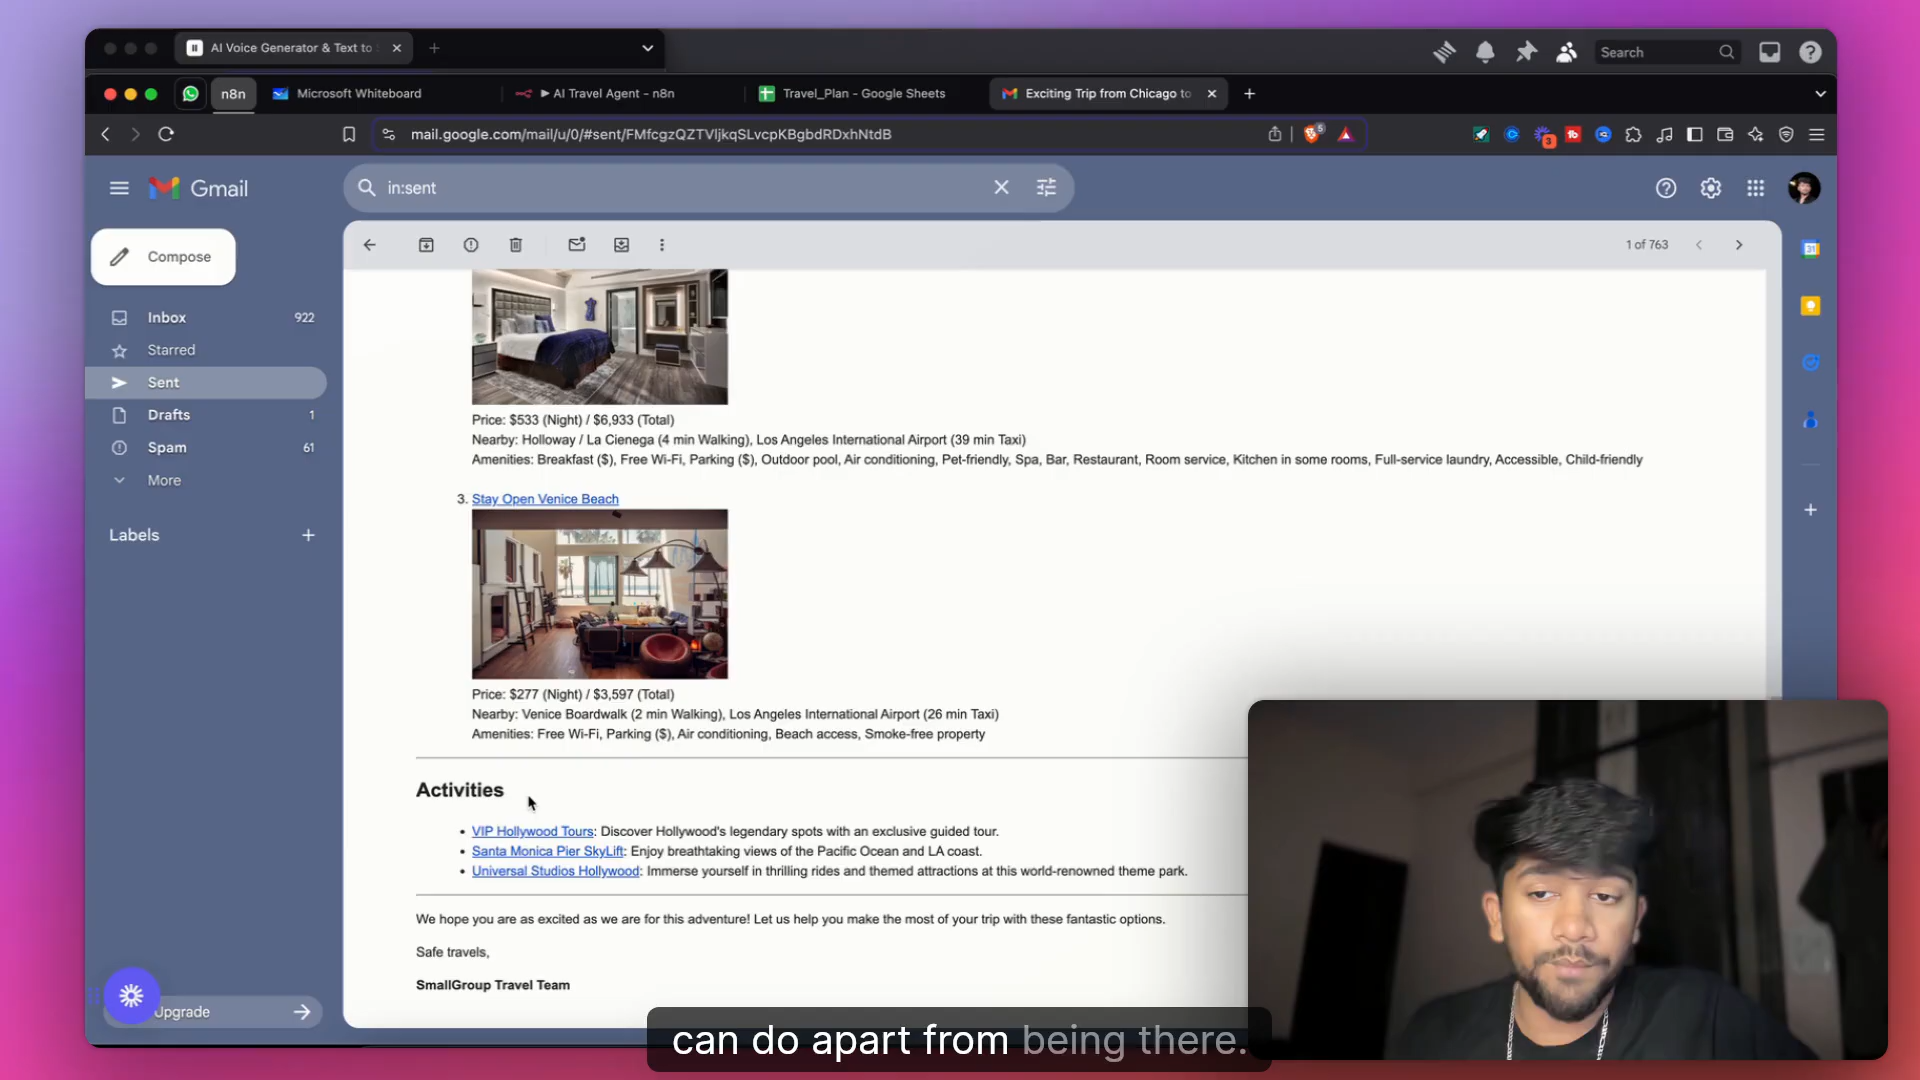 AI Voice Generator & Text to
Search
n8n
Microsoft Whiteboard
AI Travel Agent - n8n
Travel_Plan - Google Sheets
Exciting Trip from Chicago to
mail.google.com/mail/u/0/#sent/FMfcgzQZTVljkqSLvcpKBgbdRDxhNtdB
5
3
Gmail
in:sent
Compose
1 of 763
31
Inbox 922
Starred
Sent
Drafts 1
Spam 61
More
Labels
Upgrade
Price: $533 (Night) / $6,933 (Total)
Nearby: Holloway / La Cienega (4 min Walking), Los Angeles International Airport (39 min Taxi)
Amenities: Breakfast ($), Free Wi-Fi, Parking ($), Outdoor pool, Air conditioning, Pet-friendly, Spa, Bar, Restaurant, Room service, Kitchen in some rooms, Full-service laundry, Accessible, Child-friendly
3. Stay Open Venice Beach
Price: $277 (Night) / $3,597 (Total)
Nearby: Venice Boardwalk (2 min Walking), Los Angeles International Airport (26 min Taxi)
Amenities: Free Wi-Fi, Parking ($), Air conditioning, Beach access, Smoke-free property
Activities
• VIP Hollywood Tours: Discover Hollywood's legendary spots with an exclusive guided tour.
• Santa Monica Pier SkyLift: Enjoy breathtaking views of the Pacific Ocean and LA coast.
• Universal Studios Hollywood: Immerse yourself in thrilling rides and themed attractions at this world-renowned theme park.
We hope you are as excited as we are for this adventure! Let us help you make the most of your trip with these fantastic options.
Safe travels,
SmallGroup Travel Team
can do apart from being there.